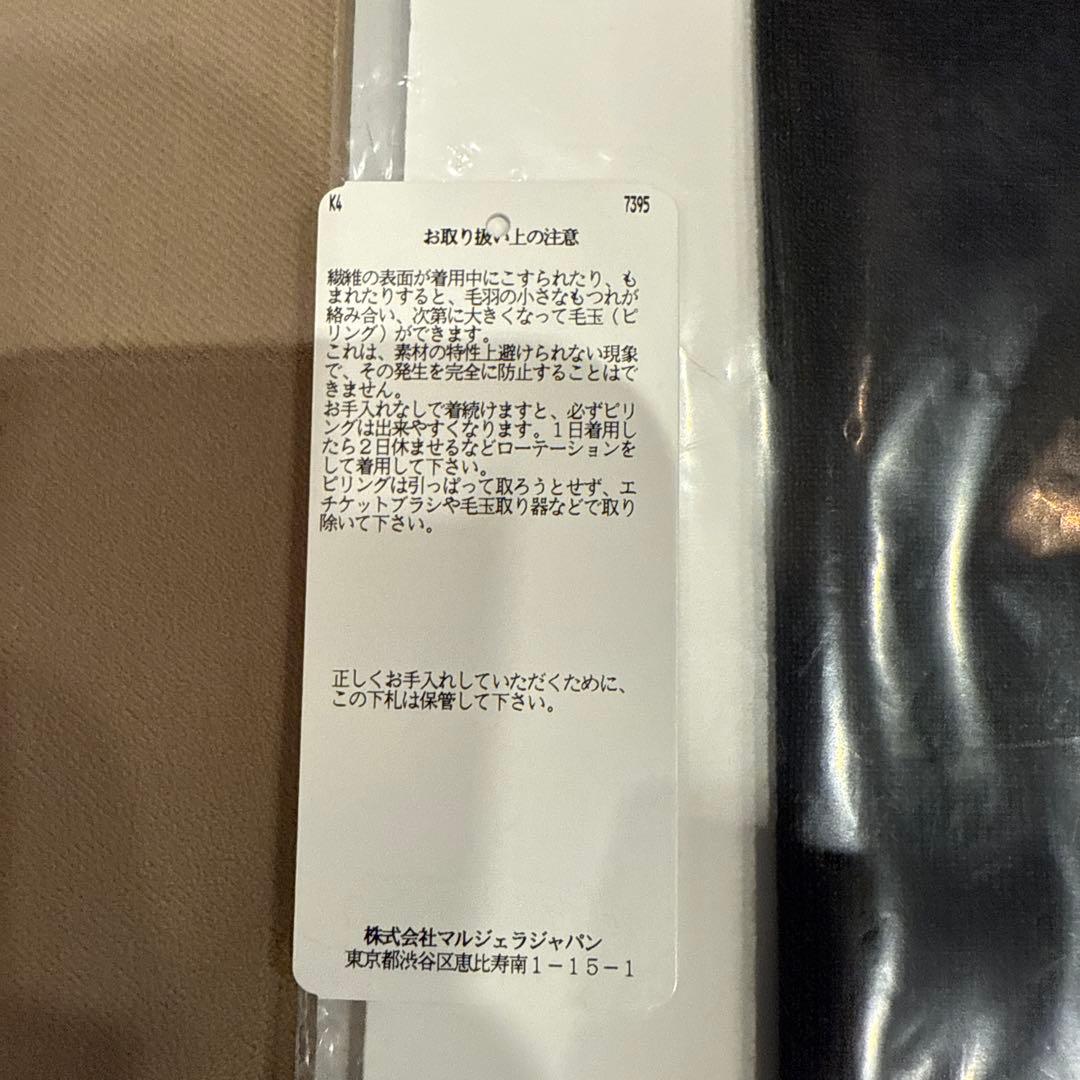 K4 7395
お取り扱い上の注意
繊維の表面が着用中にこすられたり、も
まれたりすると、毛羽の小さなもつれが
絡み合い、次第に大きくなって毛玉（ピ
リング）ができます。
これは、素材の特性上避けられない現象
で、その発生を完全に防止することはで
きません。
お手入れなしで着続けますと、必ずピリ
ングは出来やすくなります。１日着用し
たら２日休ませるなどローテーションを
して着用して下さい。
ピリングは引っぱって取ろうとせず、エ
チケットブラシや毛玉取り器などで取り
除いて下さい。
正しくお手入れしていただくために、
この下札は保管して下さい。
株式会社マルジェラジャパン
東京都渋谷区恵比寿南１－１５－１